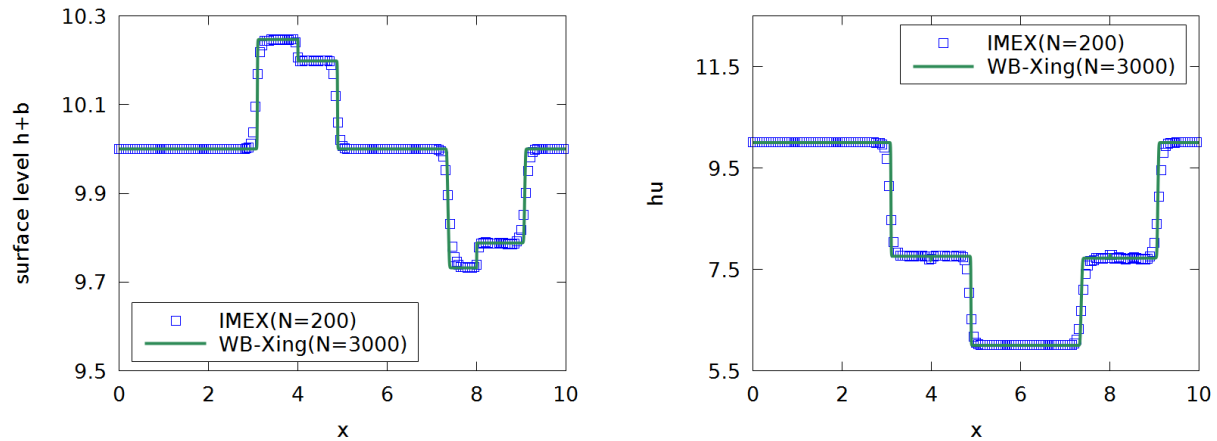 10.3
10.1
9.9
9.7
9.5
surface level h+b
IMEX(N=200)
WB-Xing(N=3000)
0 2 4 6 8 10
x
11.5
9.5
7.5
5.5
hu
IMEX(N=200)
WB-Xing(N=3000)
0 2 4 6 8 10
x